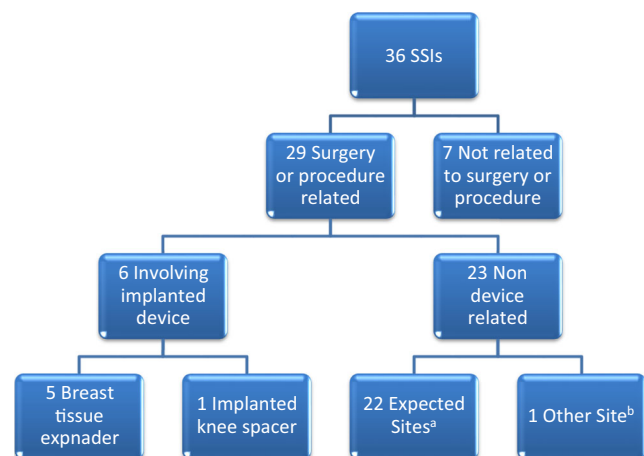 36 SSIs
29 Surgery
or procedure
related
7 Not related
to surgery or
procedure
6 Involving
implanted
device
23 Non
device
related
5 Breast
tissue
expnader
1 Implanted
knee spacer
22 Expected
Sitesᵃ
1 Other Siteᵇ